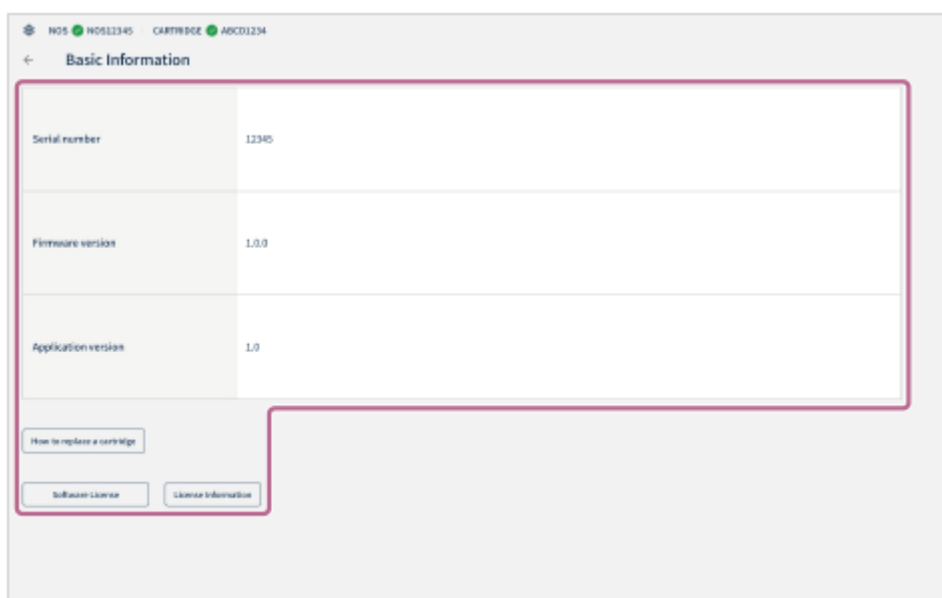 NOS NOS12345 CARTRIDGE ABCD1234
Basic Information
Serial number 12345
Firmware version 1.0.0
Application version 1.0
How to replace a cartridge
Software License License Information